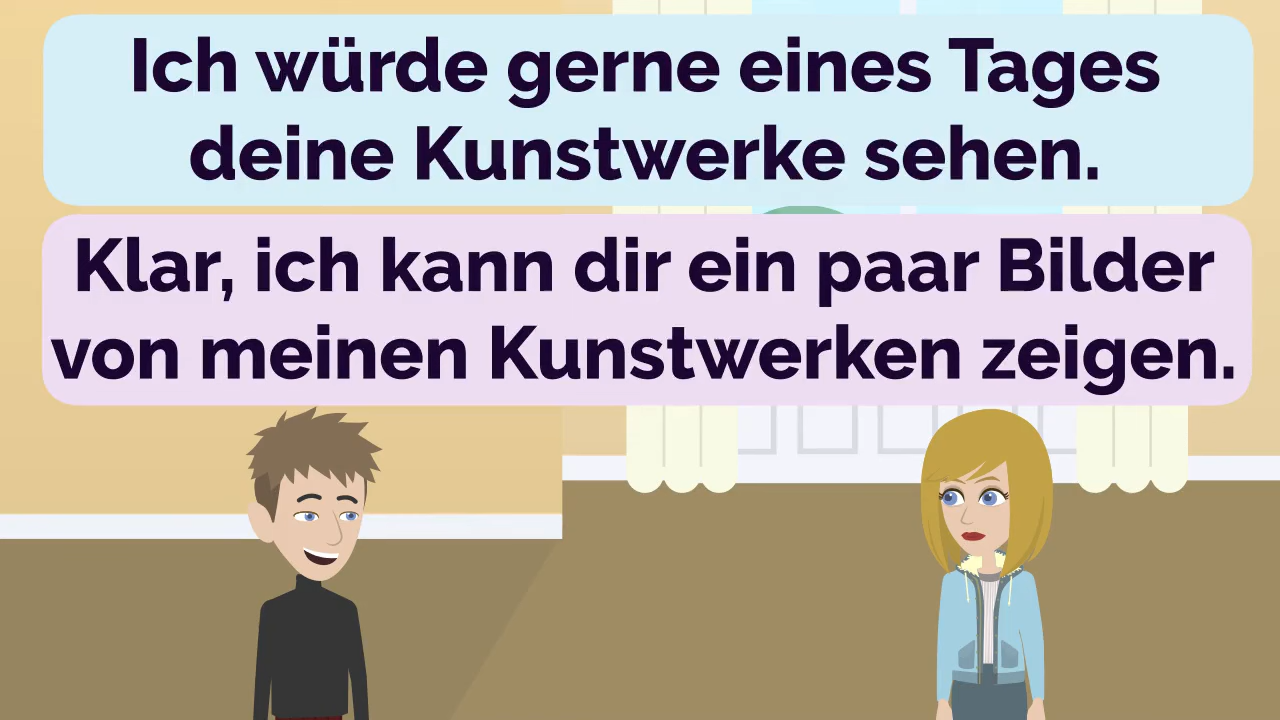 Ich würde gerne eines Tages
deine Kunstwerke sehen.
Klar, ich kann dir ein paar Bilder
von meinen Kunstwerken zeigen.